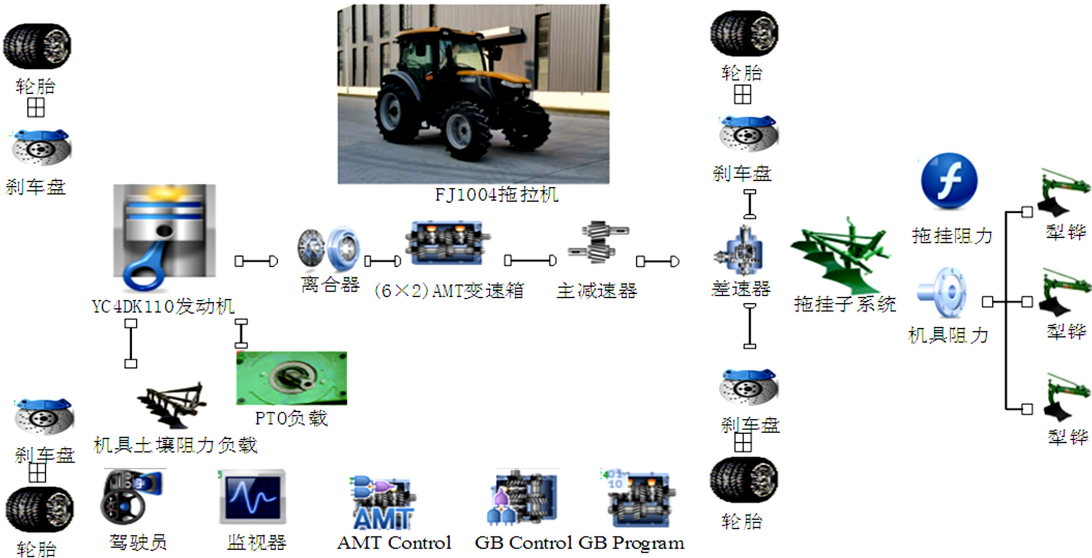 轮胎
轮胎
刹车盘
刹车盘
FJ1004拖拉机
拖挂阻力
犁铧
离合器
(6×2)AMT变速箱
主减速器
差速器
YC4DK110发动机
拖挂子系统
机具阻力
犁铧
PTO负载
机具土壤阻力负载
刹车盘
刹车盘
犁铧
轮胎
驾驶员
监视器
AMT
AMT Control
GB Control
GB Program
轮胎